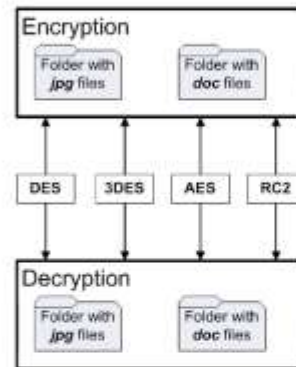 Encryption
Folder with
jpg files
Folder with
doc files
DES
3DES
AES
RC2
Decryption
Folder with
jpg files
Folder with
doc files